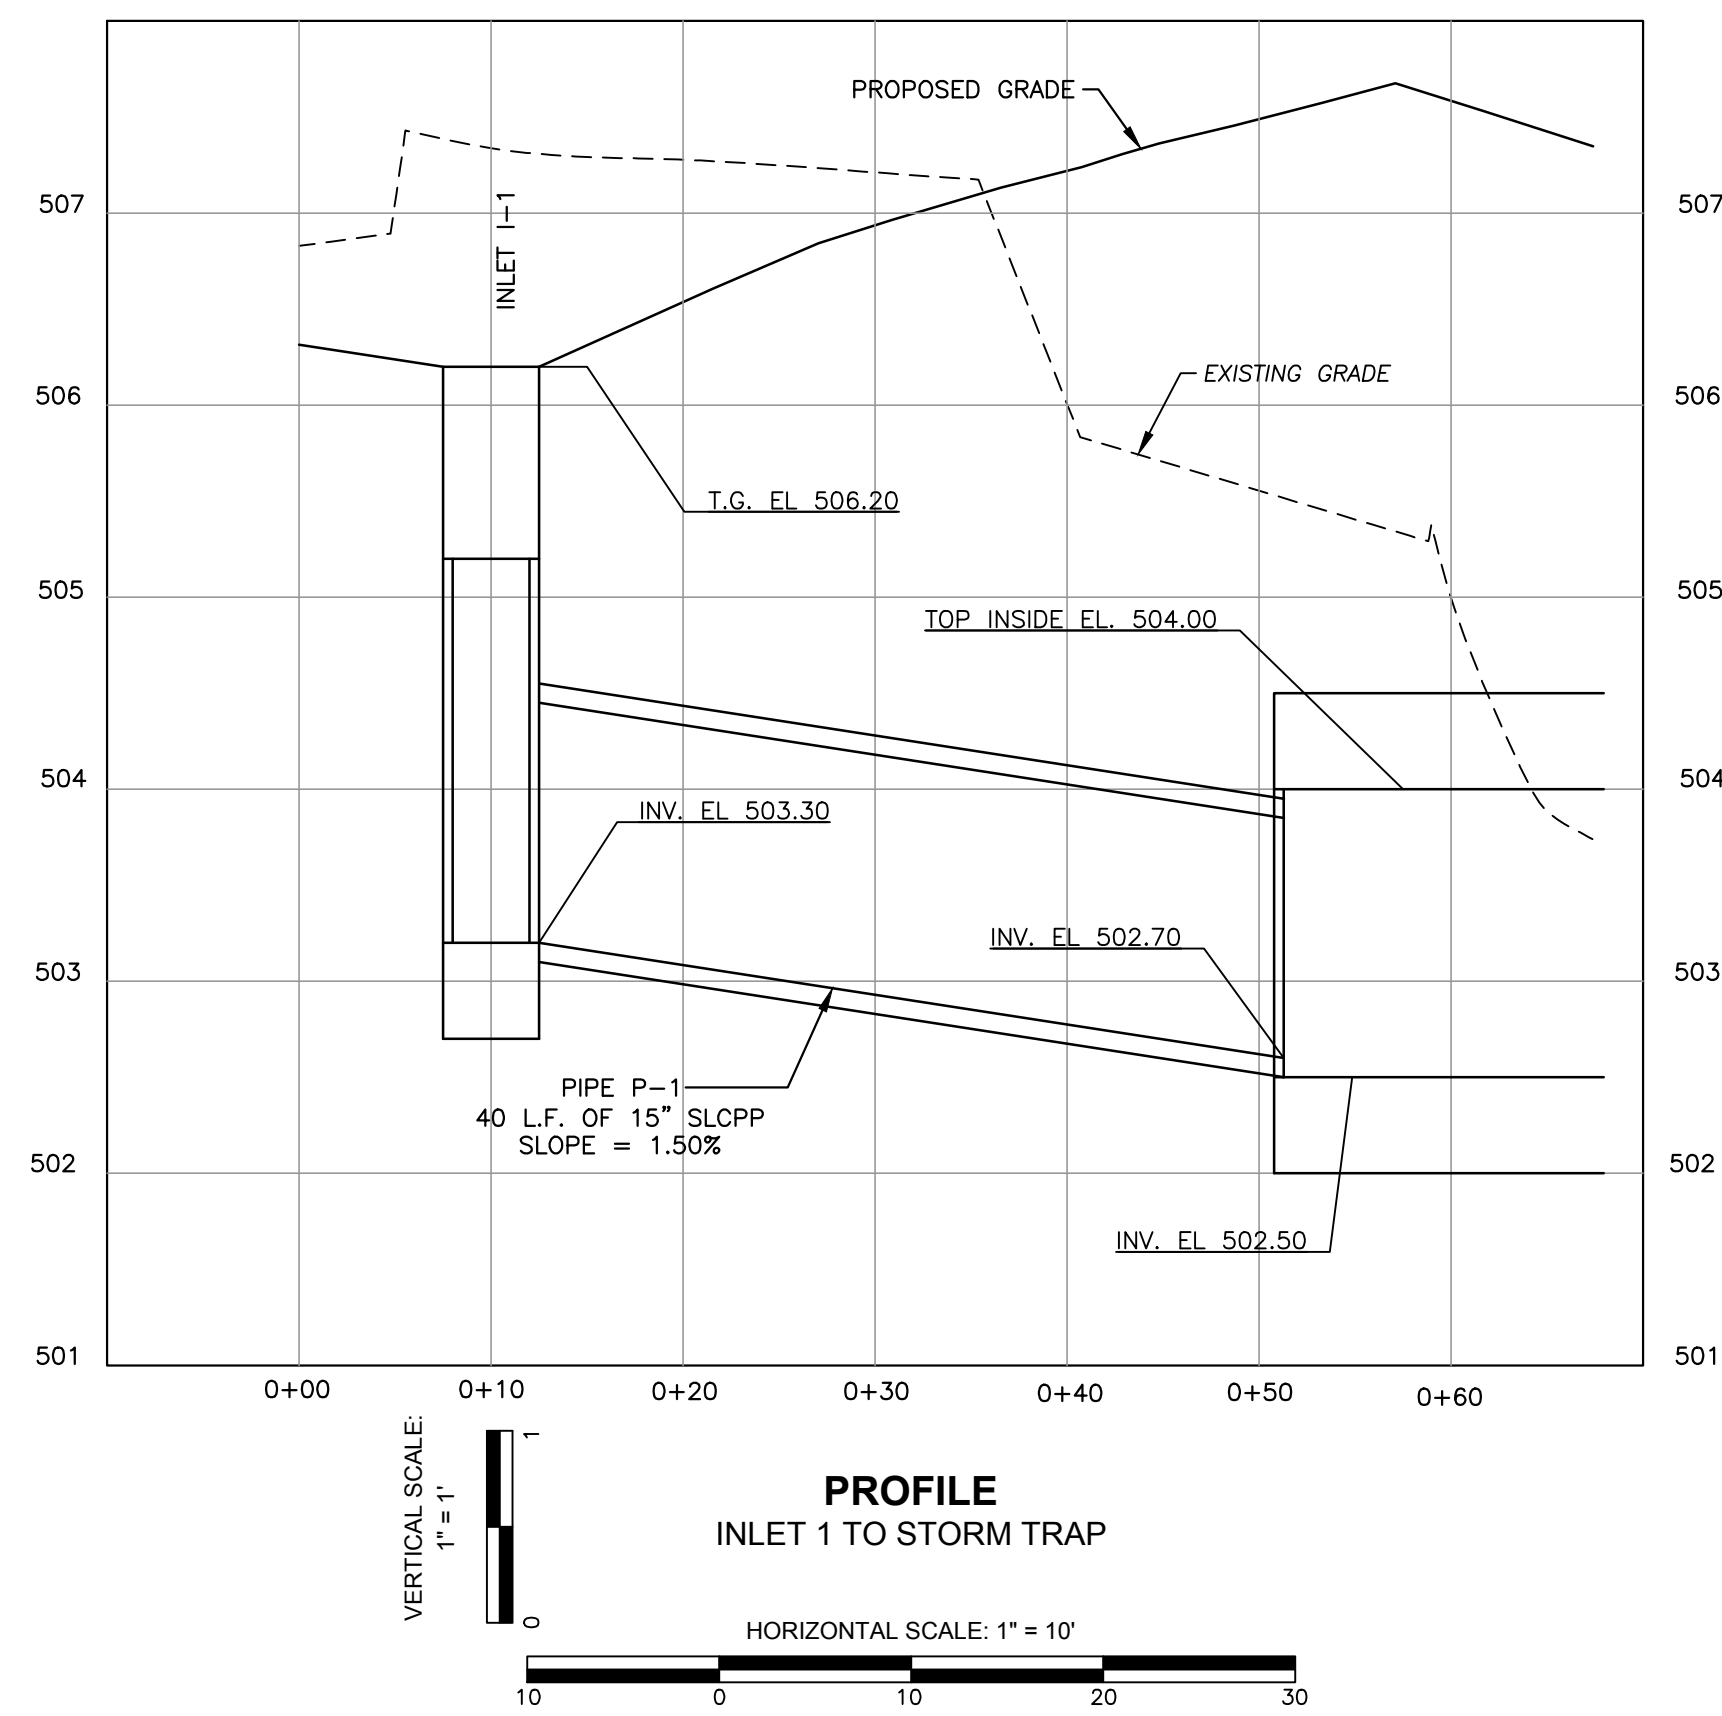 PROPOSED GRADE
507
507
INLET I-1
EXISTING GRADE
506
506
T.G. EL 506.20
505
505
TOP INSIDE EL. 504.00
504
504
INV. EL 503.30
INV. EL 502.70
503
503
PIPE P-1
40 L.F. OF 15" SLCPP
SLOPE = 1.50%
502
502
INV. EL 502.50
501
501
0+00 0+10 0+20 0+30 0+40 0+50 0+60
VERTICAL SCALE:
1" = 1'
1
0
PROFILE
INLET 1 TO STORM TRAP
HORIZONTAL SCALE: 1" = 10'
10 0 10 20 30